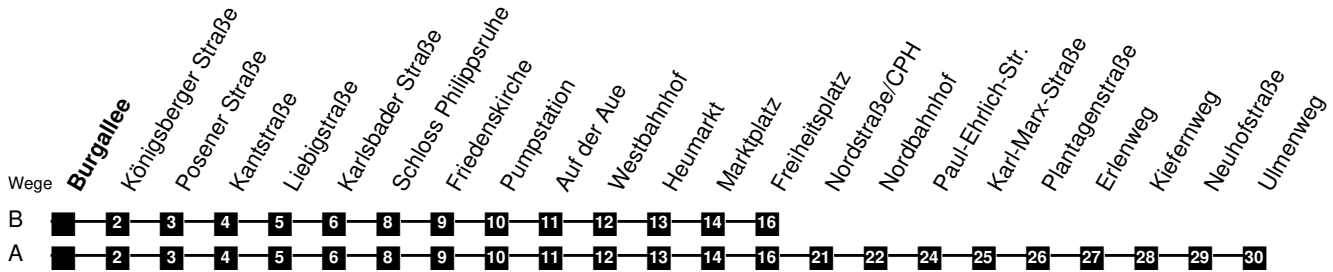 Wege
Burgallee
Königsberger Straße
Posener Straße
Kantstraße
Liebigstraße
Karlsbader Straße
Schloss Philippsruhe
Friedenskirche
Pumpstation
Auf der Aue
Westbahnhof
Heumarkt
Marktplatz
Freiheitsplatz
Nordstraße/CPH
Nordbahnhof
Paul-Ehrlich-Str.
Karl-Marx-Straße
Plantagenstraße
Erlenweg
Kiefernweg
Neuhofstraße
Ulmenweg
B 2 3 4 5 6 8 9 10 11 12 13 14 16
A 2 3 4 5 6 8 9 10 11 12 13 14 16 21 22 24 25 26 27 28 29 30